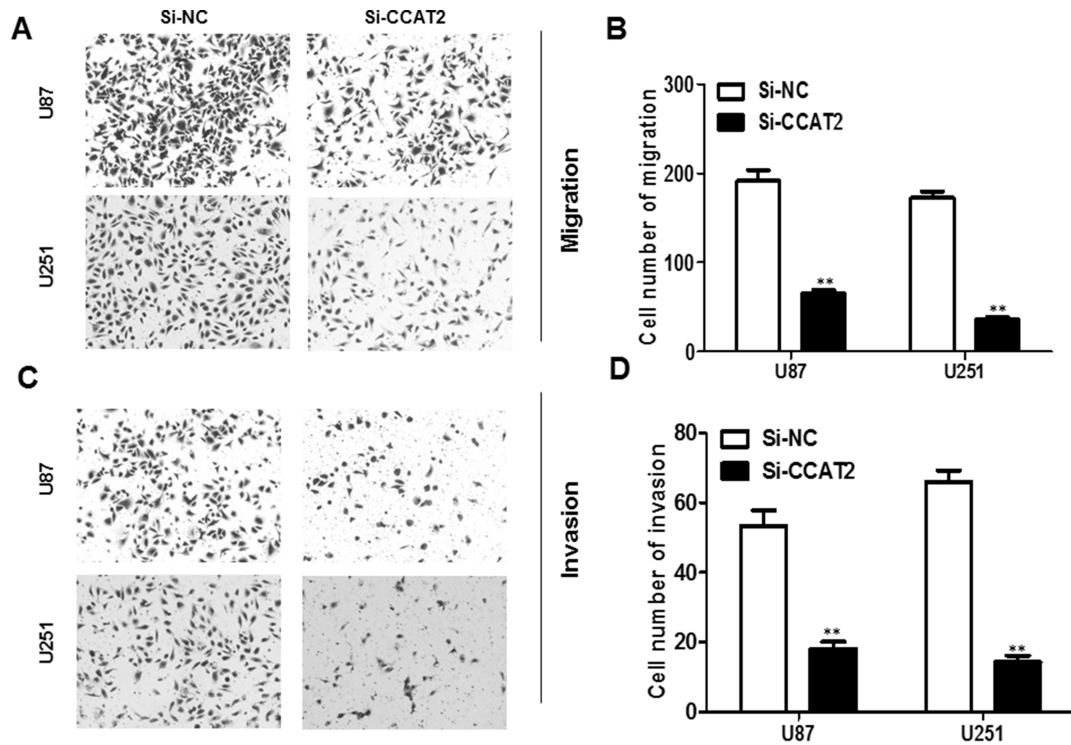 A
Si-NC
Si-CCAT2
U87
U251
Migration
B
300
200
100
0
Cell number of migration
Si-NC
Si-CCAT2
**
**
U87
U251
C
U87
U251
Invasion
D
80
60
40
20
0
Cell number of invasion
Si-NC
Si-CCAT2
**
**
U87
U251